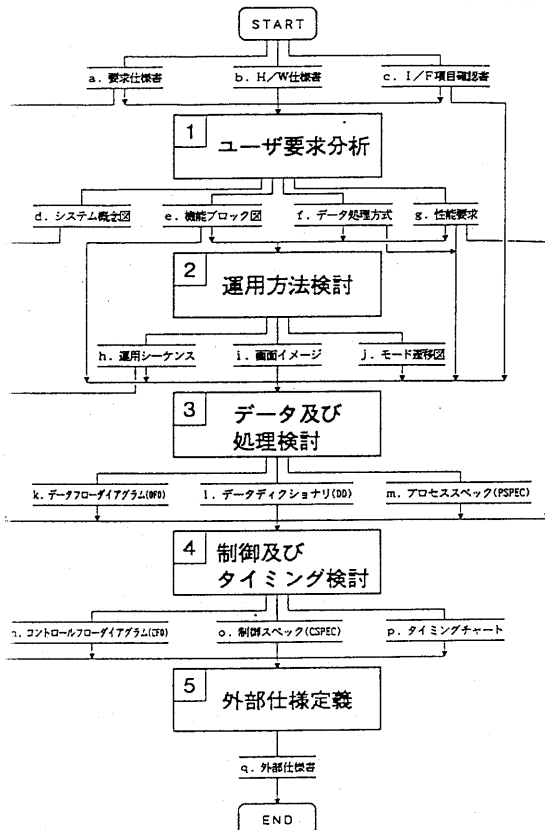 START
a．要求仕様書
b．H／W仕様書
c．I／F項目確認書
1
ユーザ要求分析
d．システム概念図
e．機能ブロック図
f．データ処理方式
g．性能要求
2
運用方法検討
h．運用シーケンス
i．画面イメージ
j．モード遷移図
3
データ及び
処理検討
k．データフローダイアグラム(DFD)
l．データディクショナリ(DD)
m．プロセススペック(PSPEC)
4
制御及び
タイミング検討
n．コントロールフローダイアグラム(CFD)
o．制御スペック(CSPEC)
p．タイミングチャート
5
外部仕様定義
q．外部仕様書
END